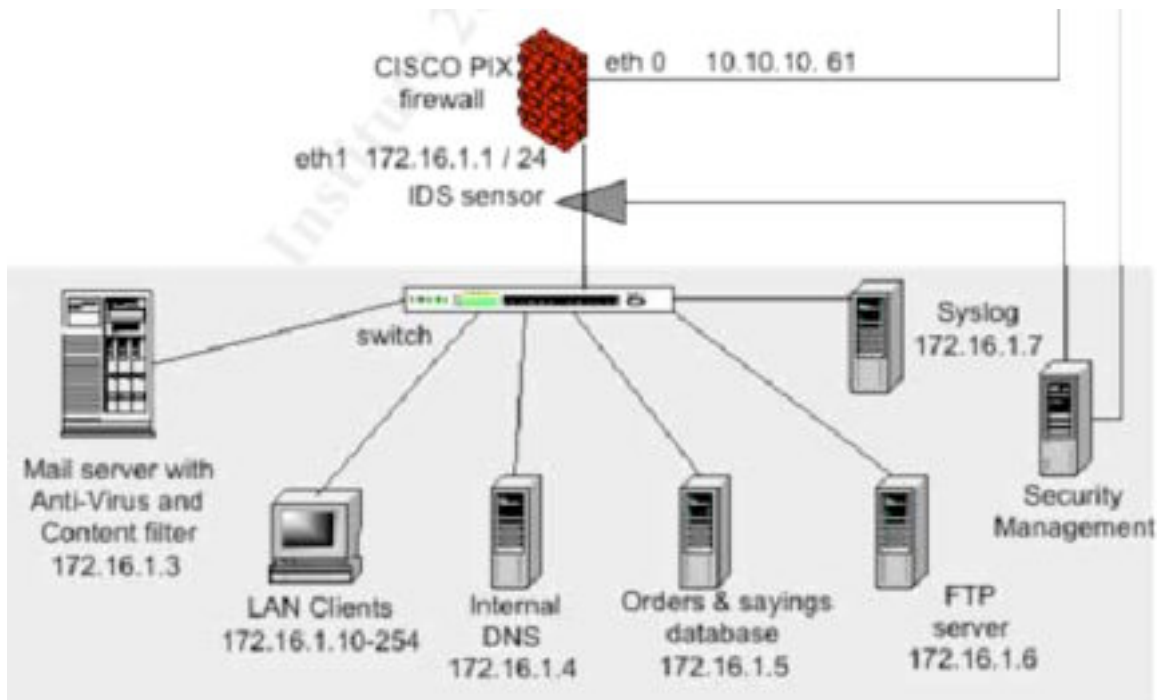 CISCO PIX
firewall
eth 0 10.10.10. 61
eth1 172.16.1.1 / 24
IDS sensor
switch
Syslog
172.16.1.7
Mail server with
Anti-Virus and
Content filter
172.16.1.3
LAN Clients
172.16.1.10-254
Internal
DNS
172.16.1.4
Orders & sayings
database
172.16.1.5
FTP
server
172.16.1.6
Security
Management